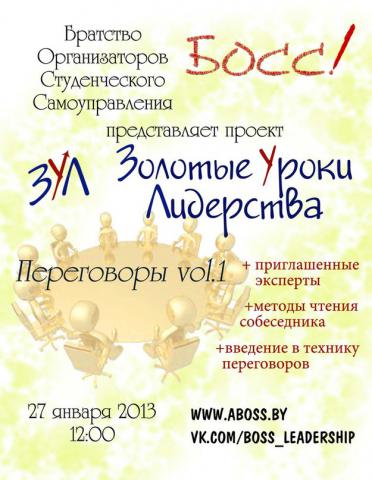 Братство
Организаторов
Студенческого
Самоуправления
БОСС!
представляет проект
ЗУЛ
Золотые Уроки
Лидерства
Переговоры vol.1
+ приглашенные
эксперты
+методы чтения
собеседника
+введение в технику
переговоров
27 января 2013
12:00
WWW.ABOSS.BY
VK.COM/BOSS_LEADERSHIP